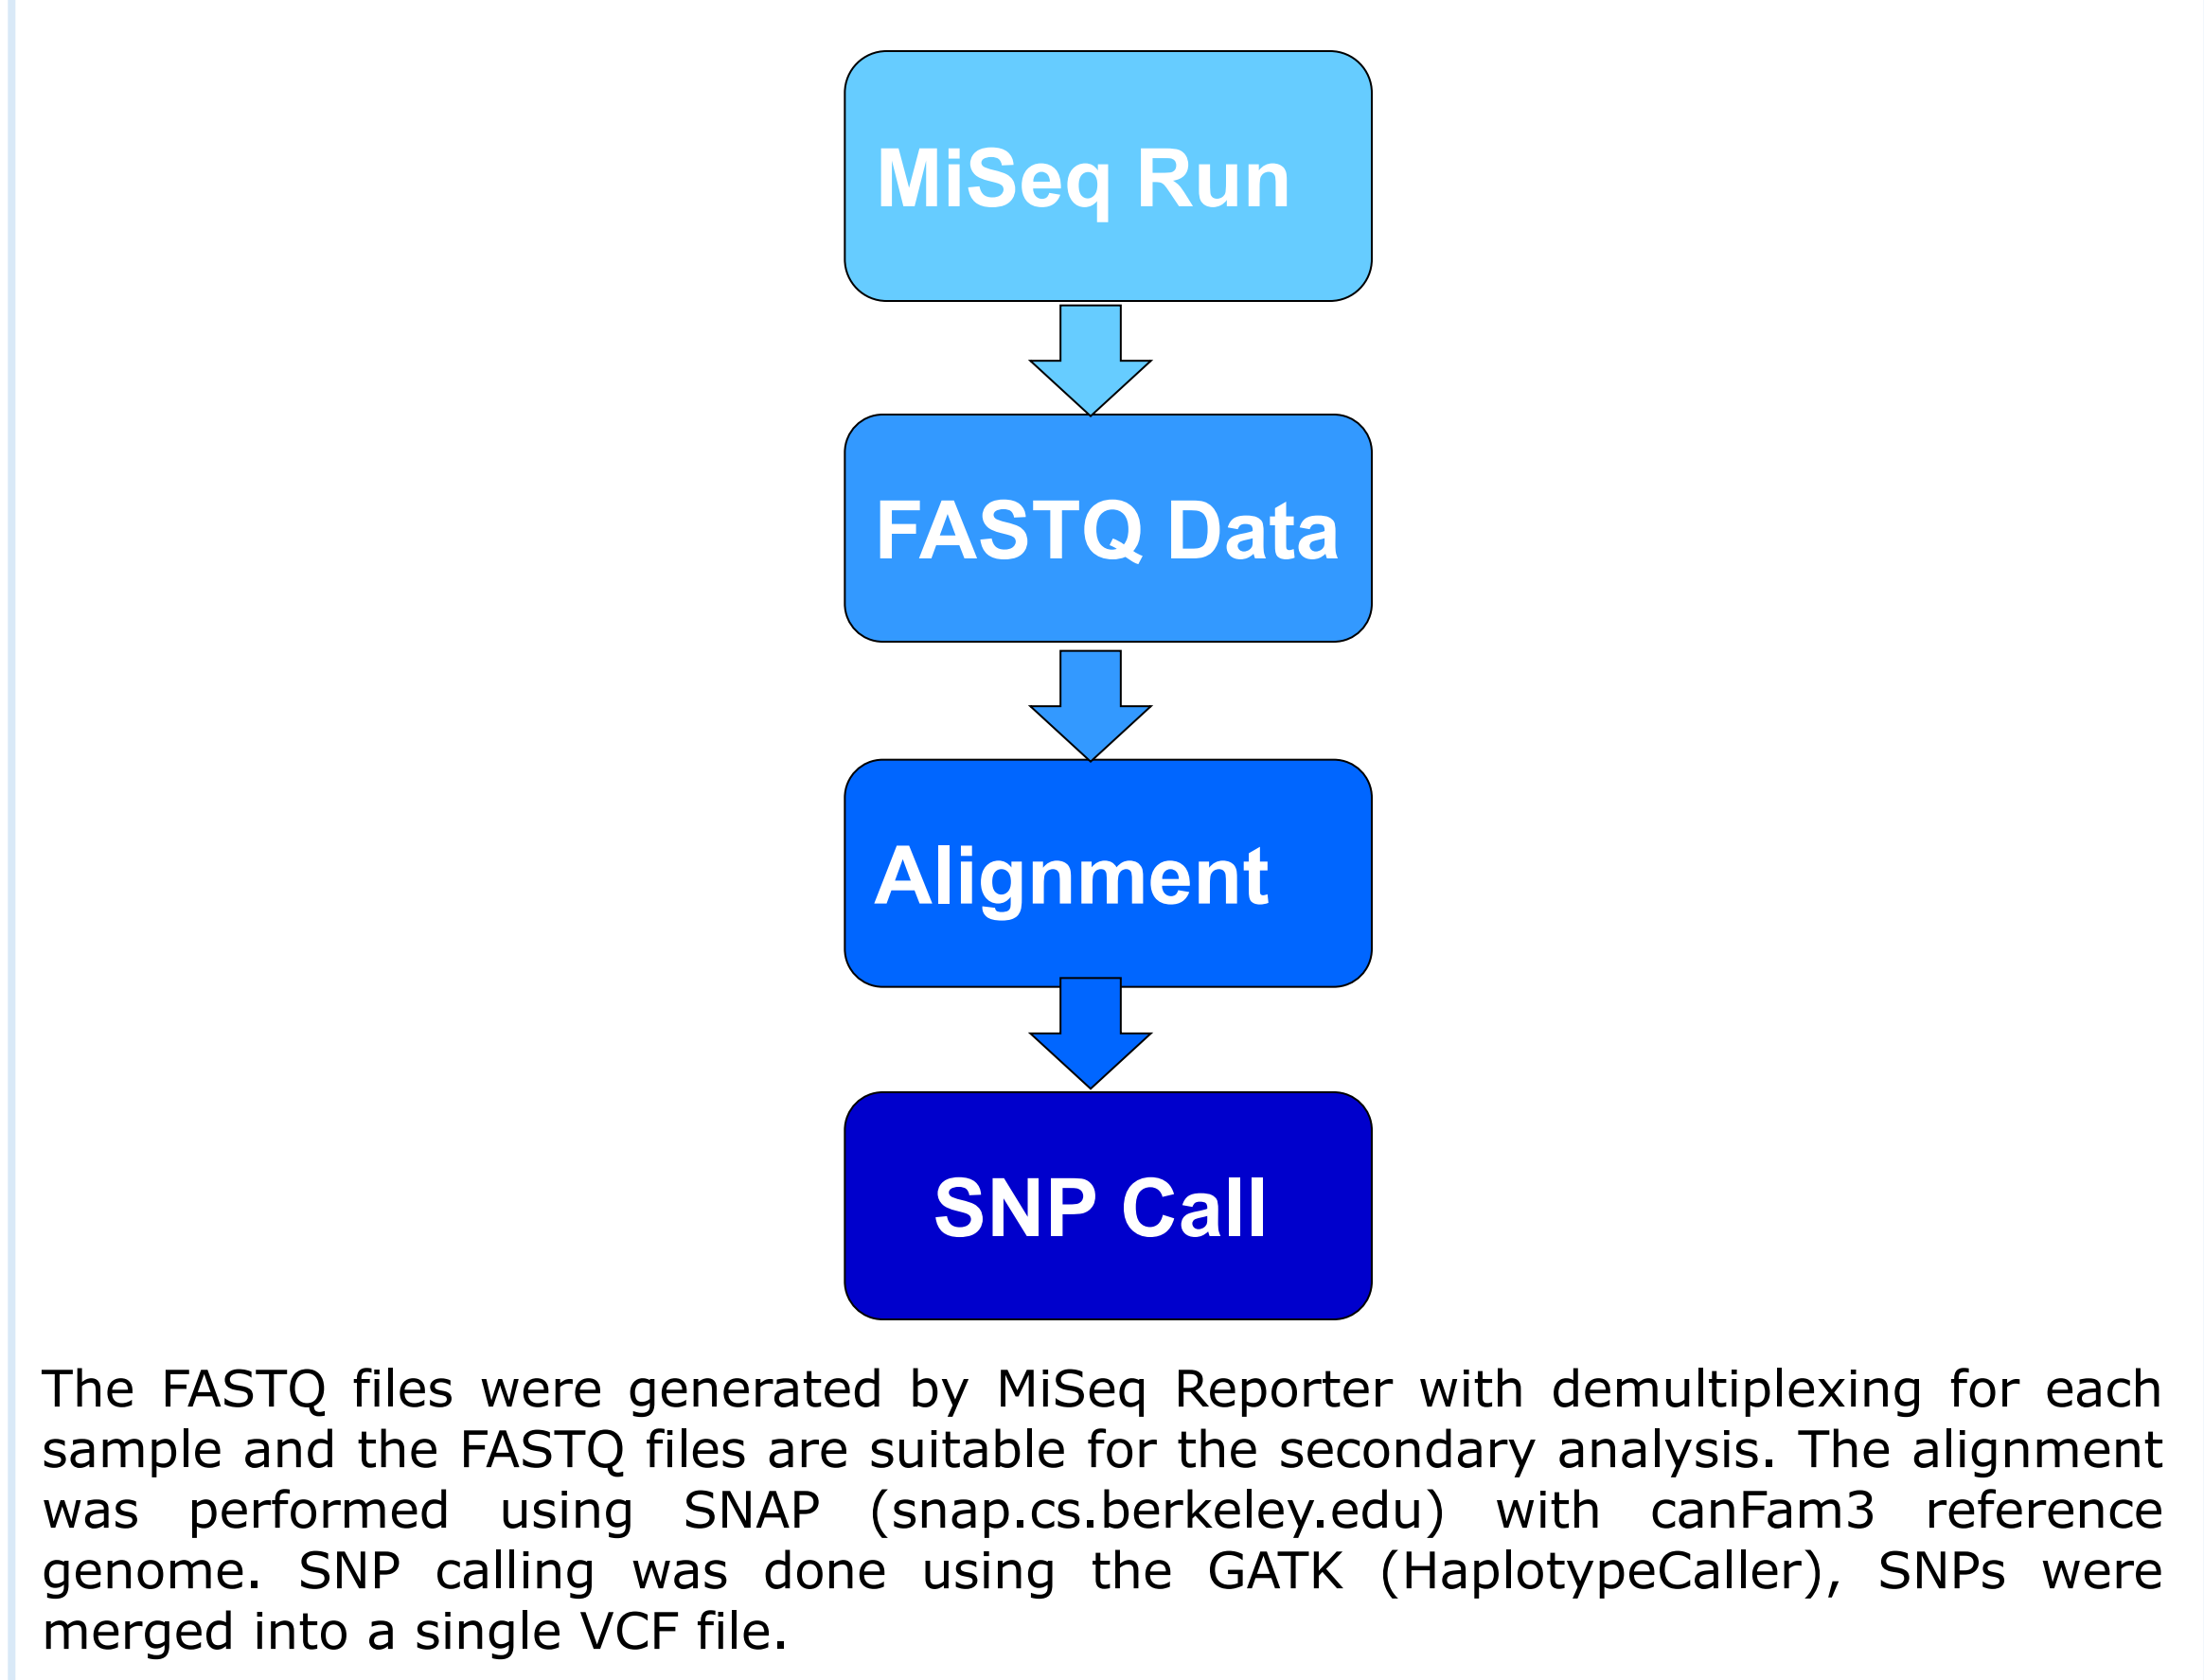 MiSeq Run
FASTQ Data
Alignment
SNP Call
The FASTQ files were generated by MiSeq Reporter with demultiplexing for each
sample and the FASTQ files are suitable for the secondary analysis. The alignment
was performed using SNAP (snap.cs.berkeley.edu) with canFam3 reference
genome. SNP calling was done using the GATK (HaplotypeCaller), SNPs were
merged into a single VCF file.